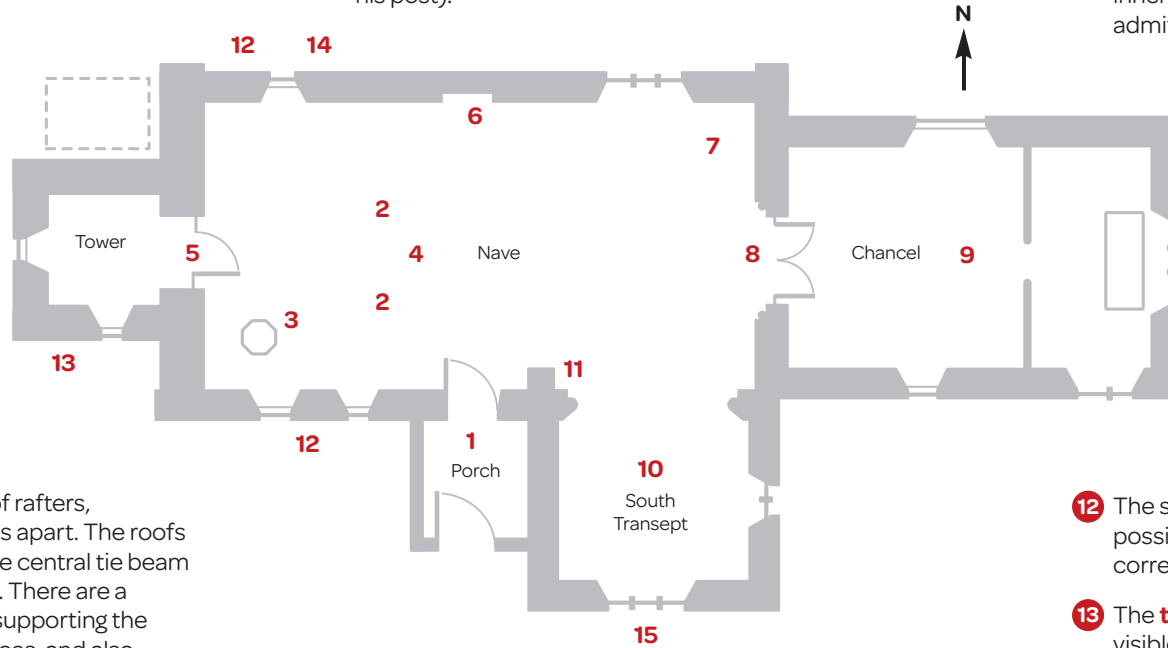 his post).
N
admi
12 14
6
7
2
Tower
5
4
Nave
8
Chancel
9
2
3
13
11
12
1
Porch
10
South
Transept
15
of rafters,
s apart. The roofs
e central tie beam
. There are a
supporting the
12 The s
possi
corre
13 The t
visible